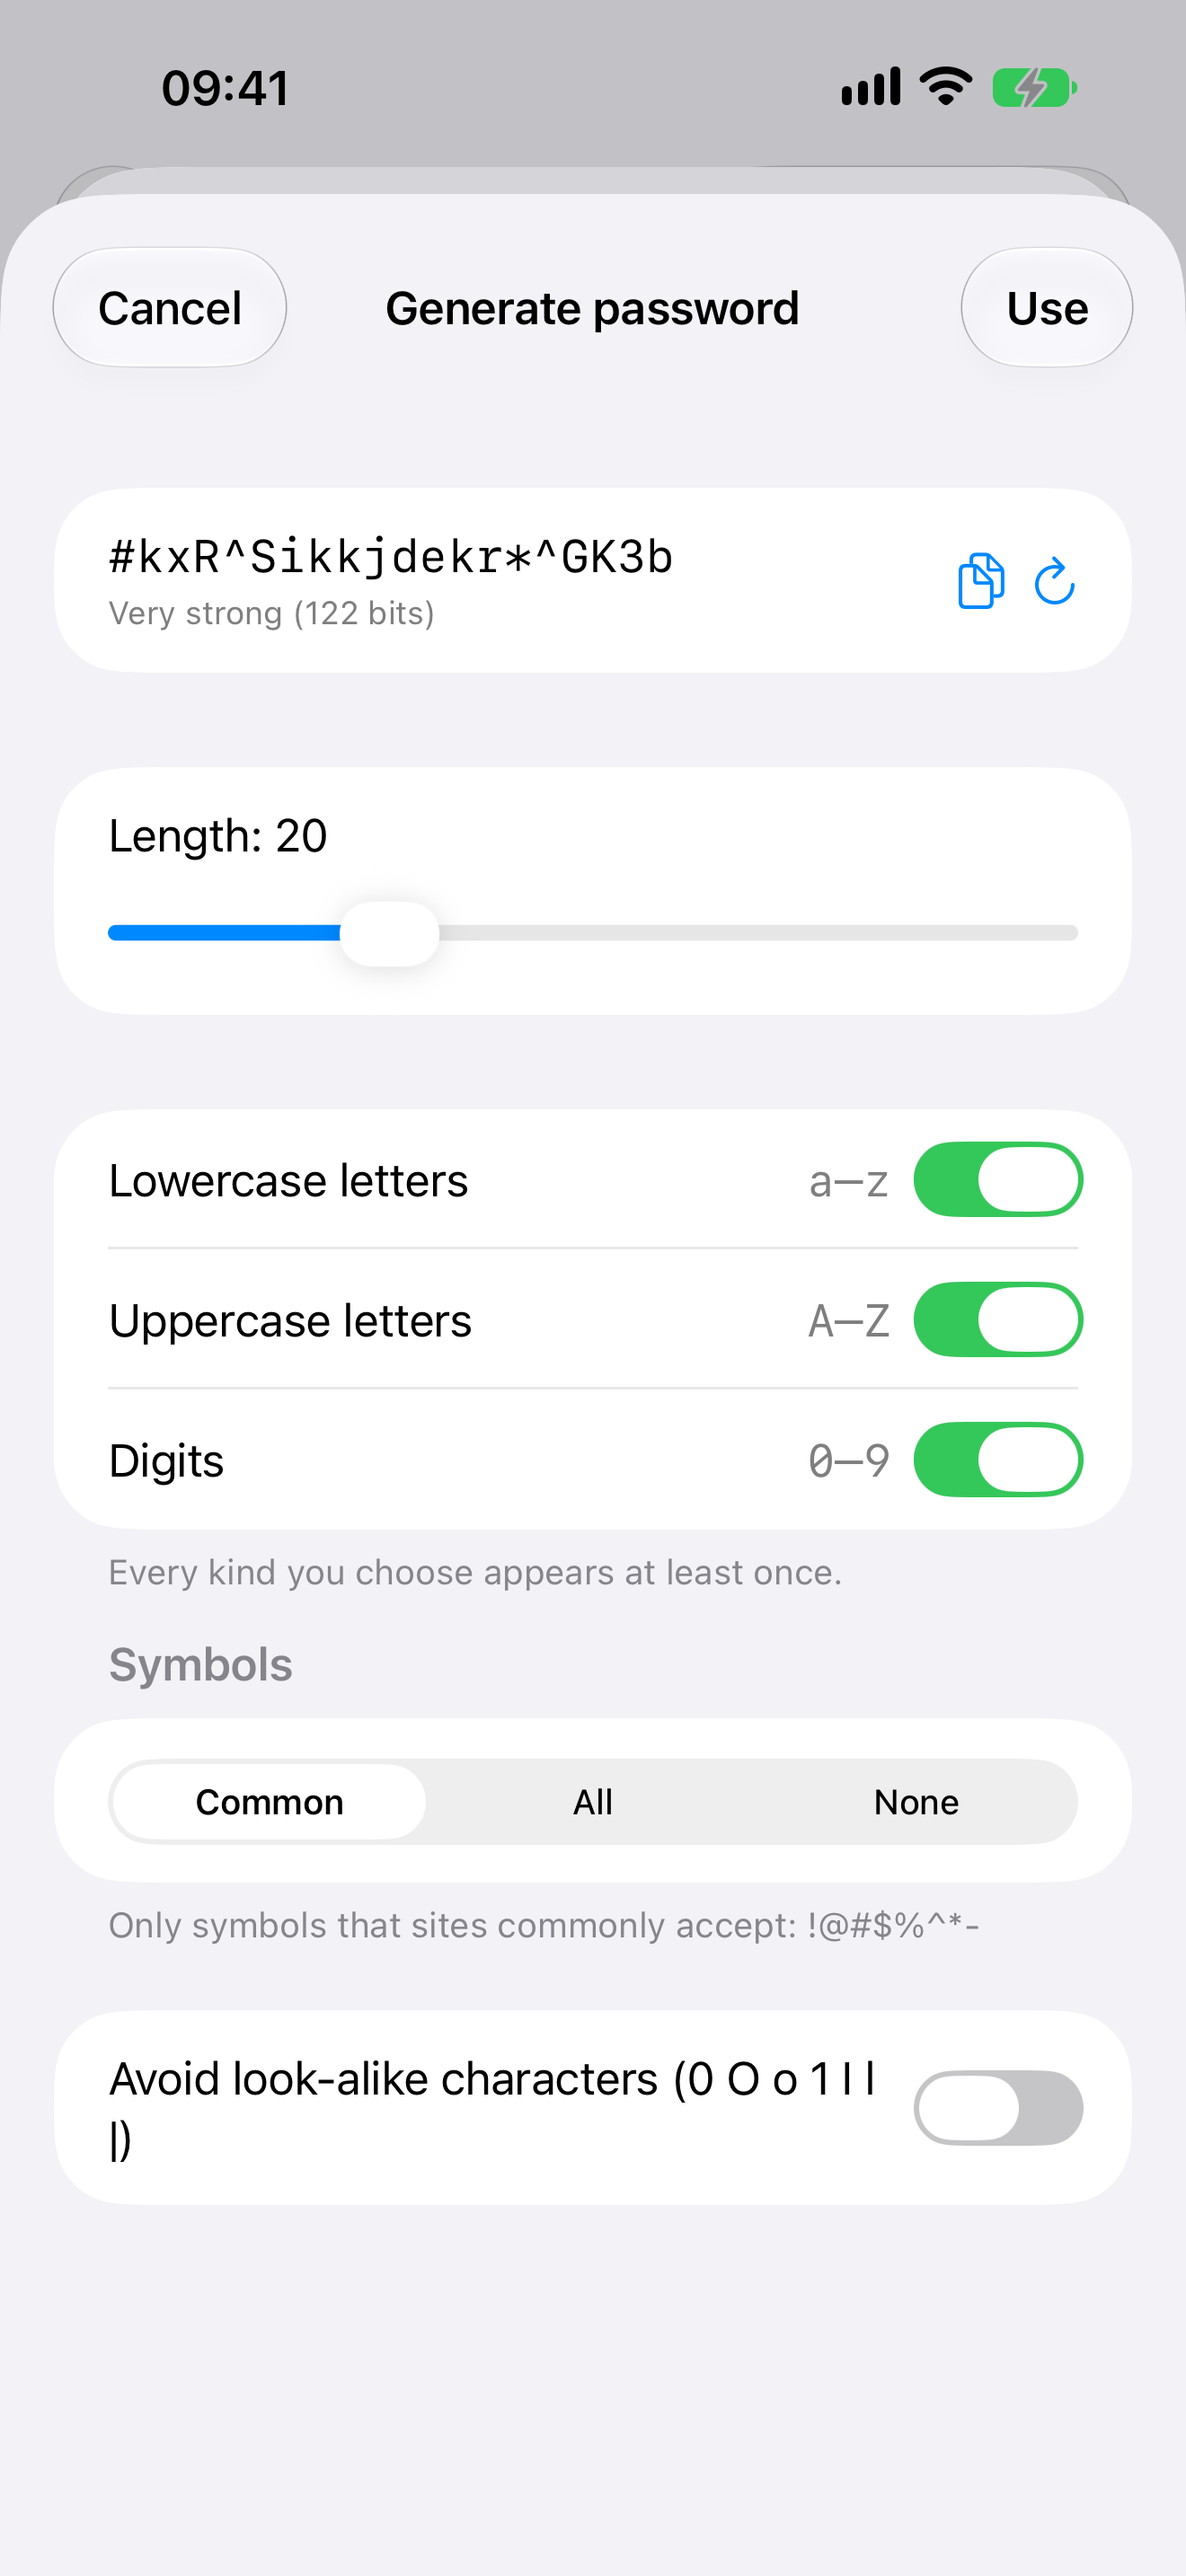 09:41
Cancel
Generate password
Use
#kxR^Sikkjdekr*^GK3b
Very strong (122 bits)
Length: 20
Lowercase letters a–z
Uppercase letters A–Z
Digits 0–9
Every kind you choose appears at least once.
Symbols
Common
All
None
Only symbols that sites commonly accept: !@#$%^*-
Avoid look-alike characters (0 O o 1 l I
|)